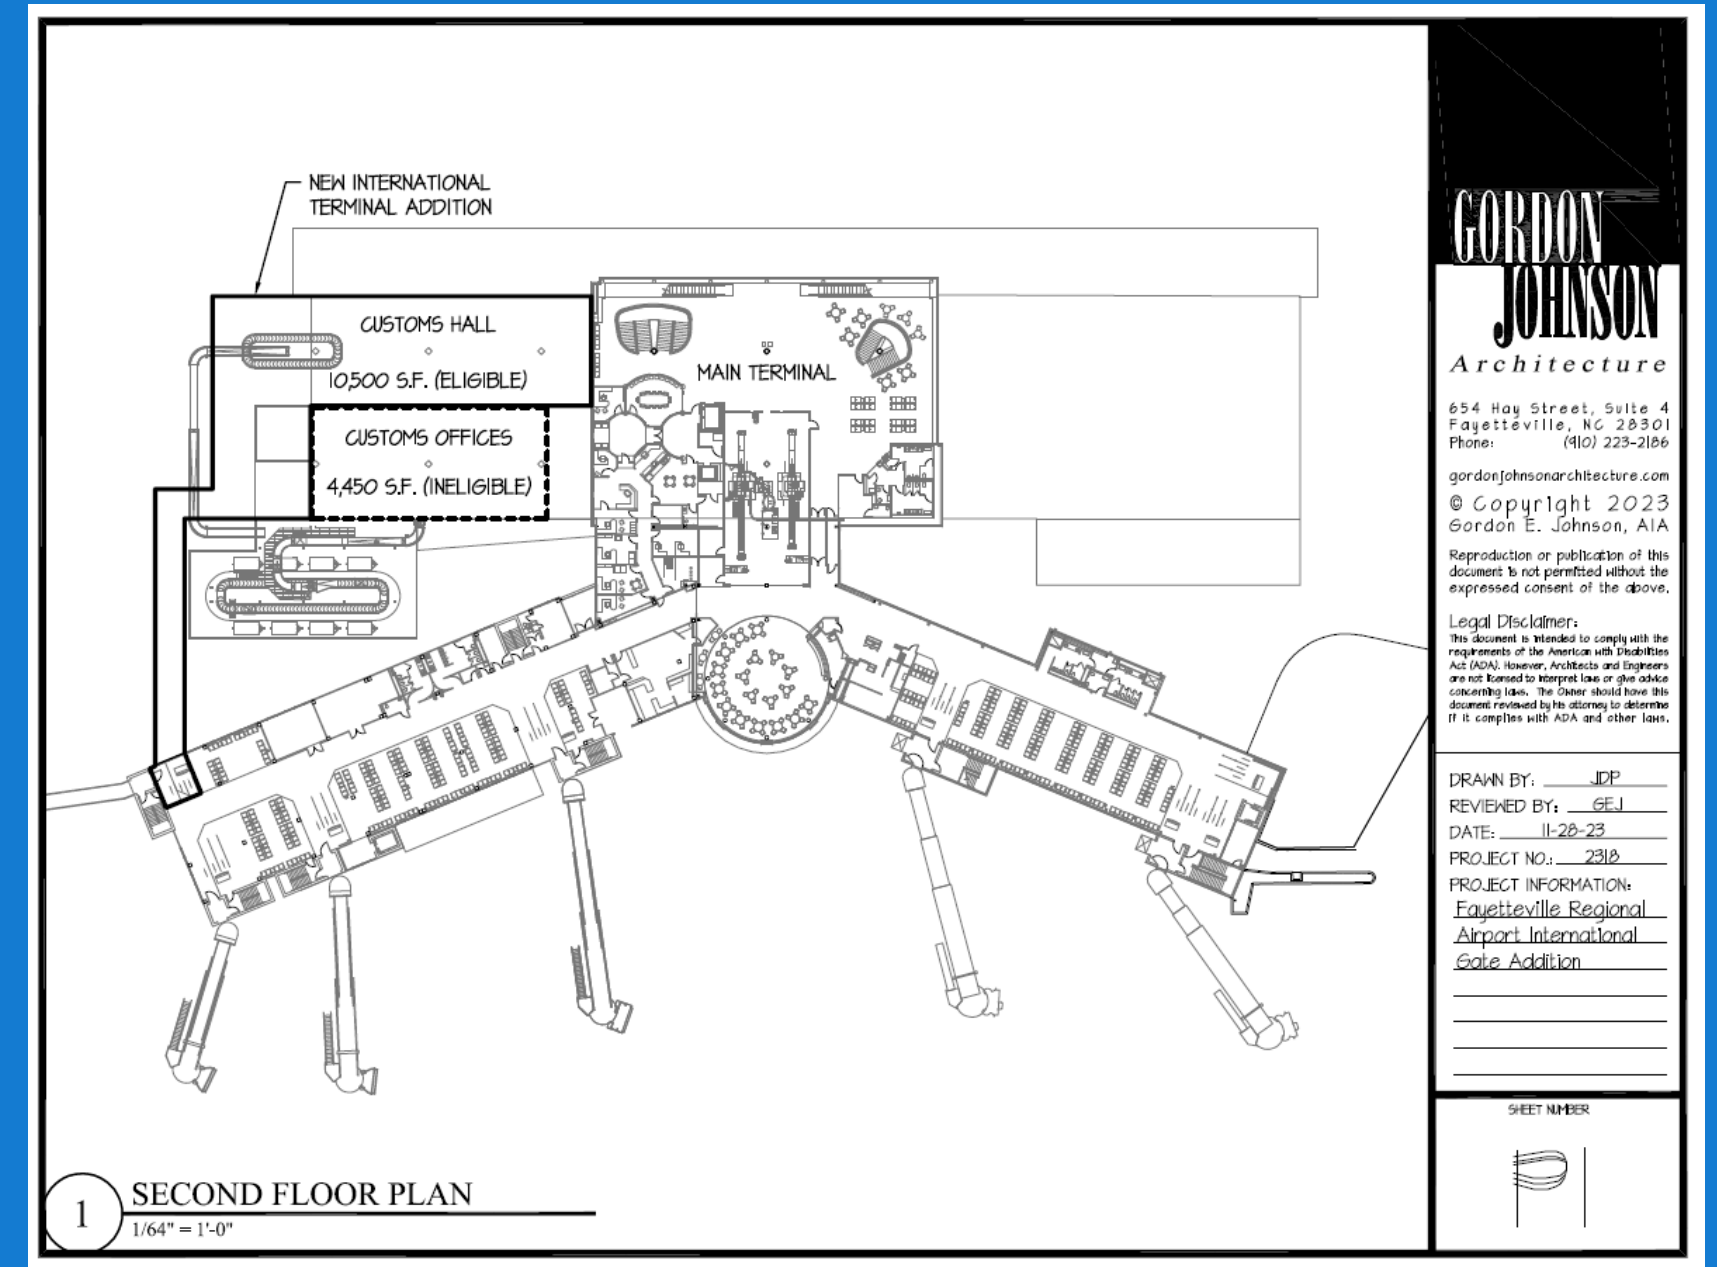 NEW INTERNATIONAL
TERMINAL ADDITION
CUSTOMS HALL
10,500 S.F. (ELIGIBLE)
CUSTOMS OFFICES
4,450 S.F. (INELIGIBLE)
MAIN TERMINAL
1
SECOND FLOOR PLAN
1/64" = 1'-0"
GORDON
JOHNSON
Architecture
654 Hay Street, Suite 4
Fayetteville, NC 28301
Phone: (910) 223-2186
gordonjohnsonarchitecture.com
© Copyright 2023
Gordon E. Johnson, AIA
Reproduction or publication of this
document is not permitted without the
expressed consent of the above.
Legal Disclaimer:
This document is intended to comply with the
requirements of the American with Disabilities
Act (ADA). However, Architects and Engineers
are not licensed to interpret laws or give advice
concerning laws. The Owner should have this
document reviewed by his attorney to determine
if it complies with ADA and other laws.
DRAWN BY: JDP
REVIEWED BY: GEJ
DATE: 11-28-23
PROJECT NO.: 2318
PROJECT INFORMATION:
Fayetteville Regional
Airport International
Gate Addition
SHEET NUMBER